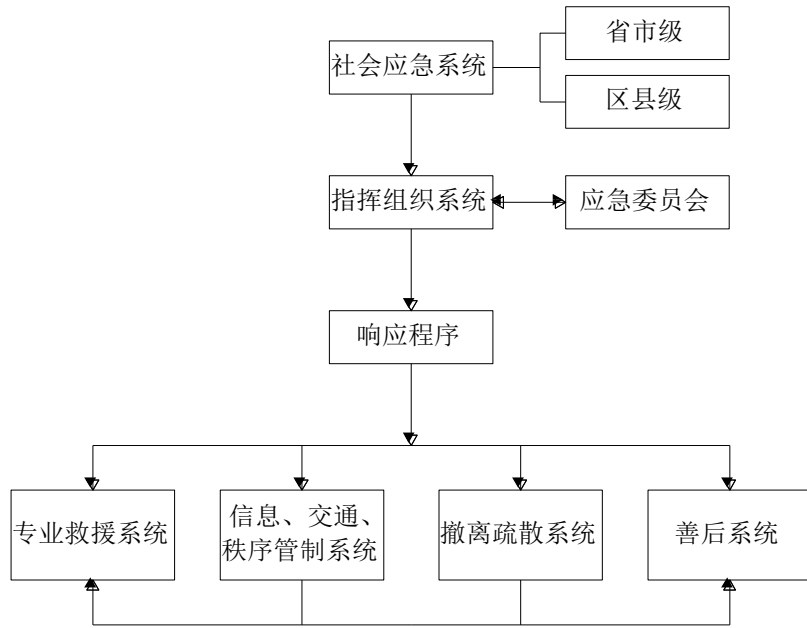 省市级
社会应急系统
区县级
指挥组织系统
应急委员会
响应程序
专业救援系统
信息、交通、
秩序管制系统
撤离疏散系统
善后系统